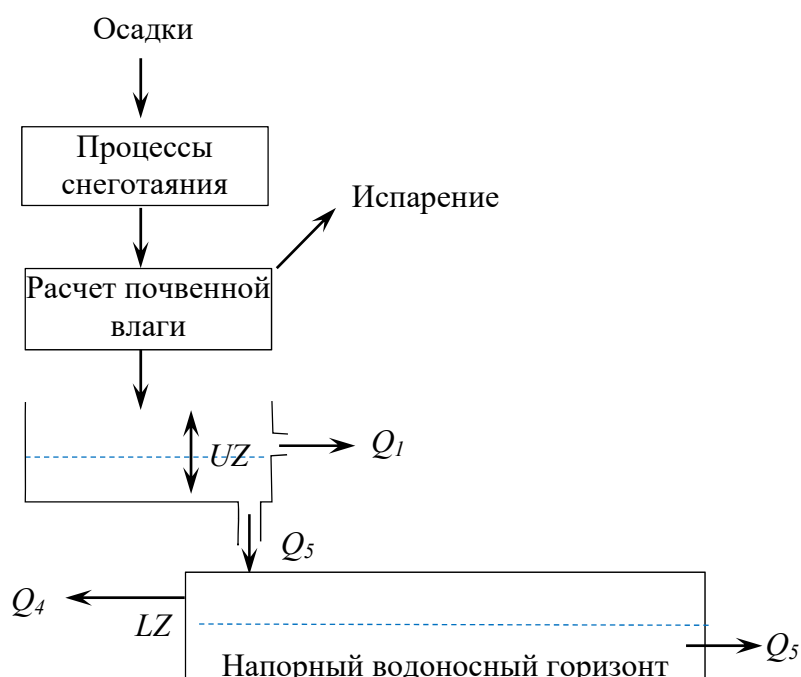 Осадки
Процессы
снеготаяния
Испарение
Расчет почвенной
влаги
Q1
UZ
Q5
Q4
LZ
Q5
Напорный водоносный горизонт